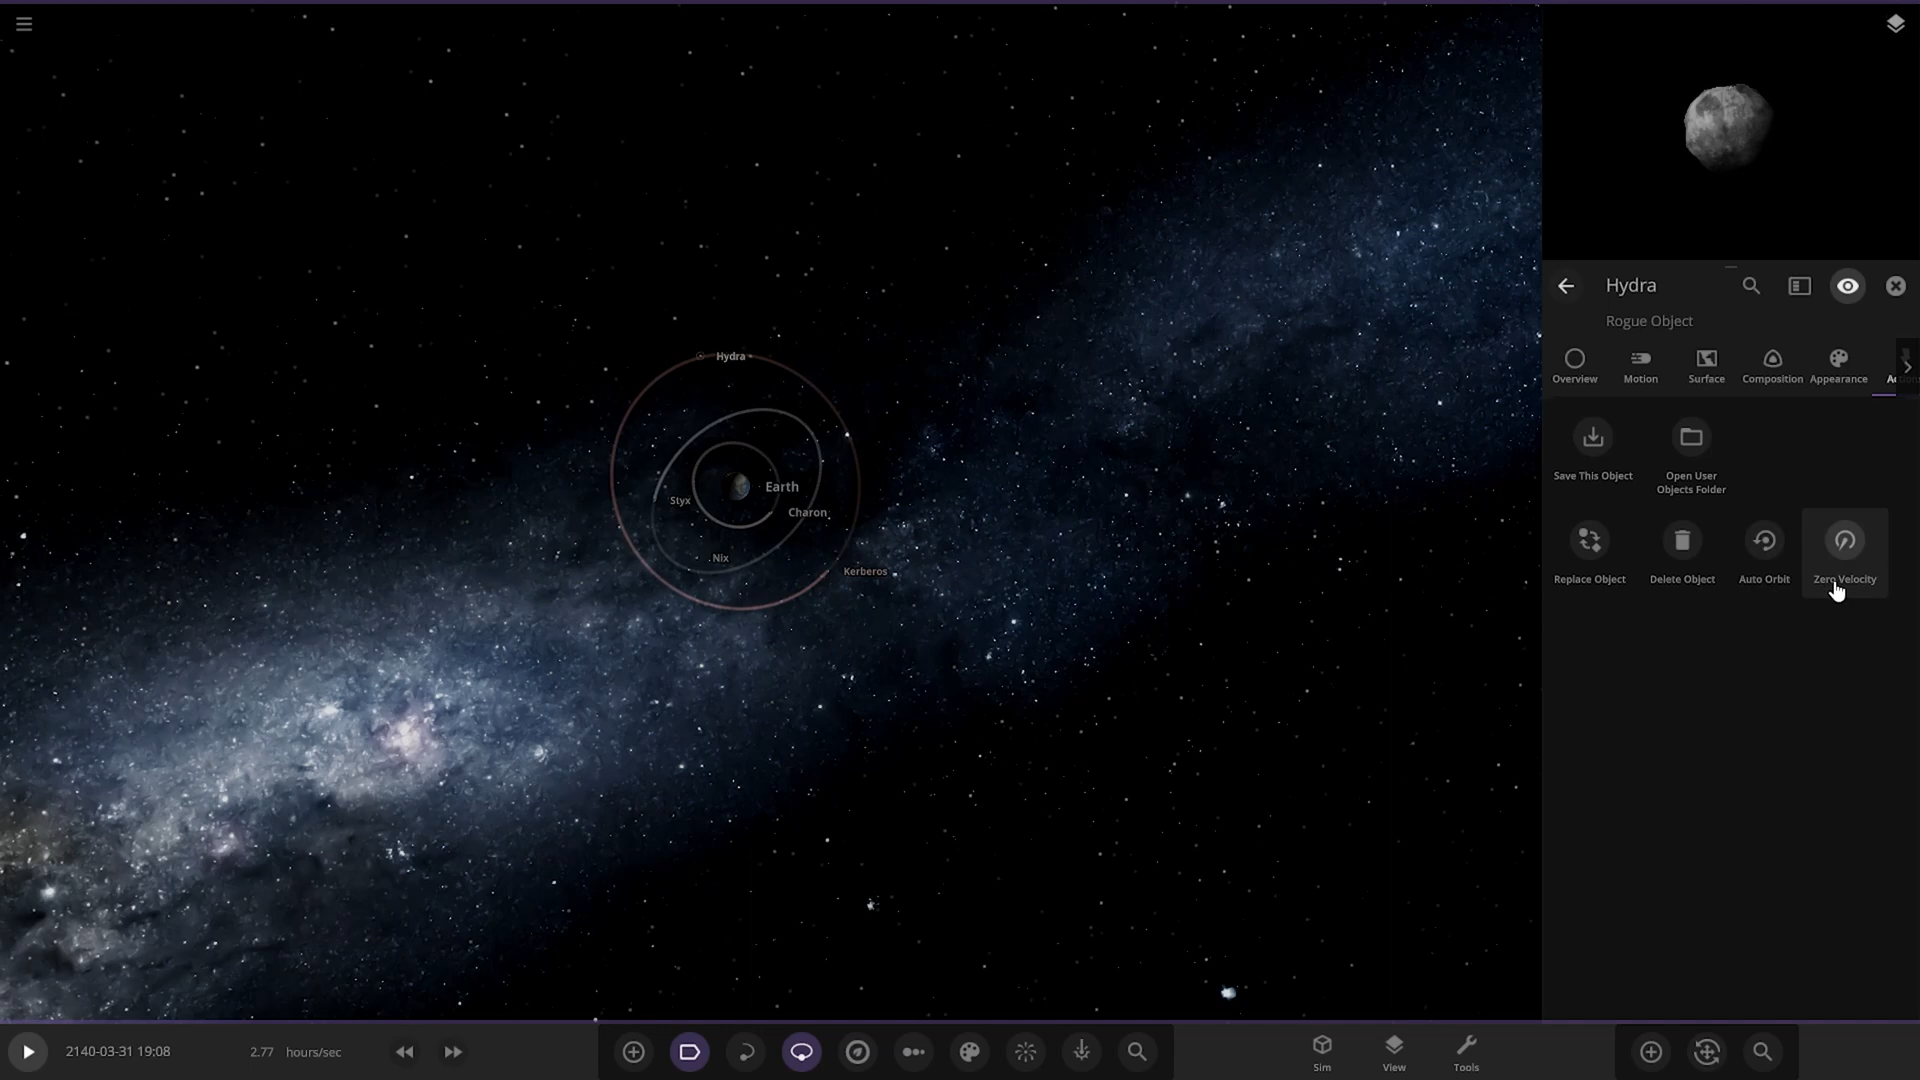 Hydra
Rogue Object
Overview
Motion
Surface
Composition
Appearance
Save This Object
Open User
Objects Folder
Replace Object
Delete Object
Auto Orbit
Zero Velocity
Hydra
Earth
Styx
Charon
Nix
Kerberos
2140-03-31 19:08
2.77 hours/sec
Sim
View
Tools